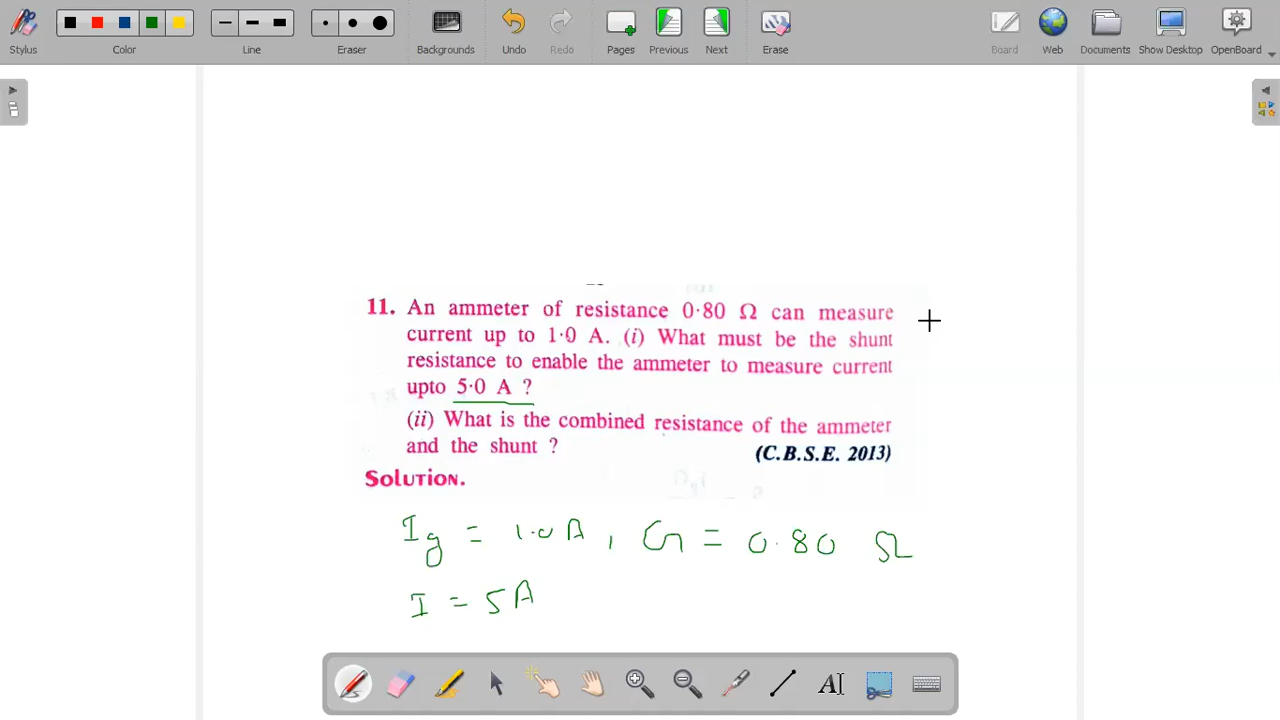 Stylus
Color
Line
Eraser
Backgrounds
Undo
Redo
Pages
Previous
Next
Erase
Board
Web
Documents
Show Desktop
OpenBoard
11. An ammeter of resistance 0·80 Ω can measure
current up to 1·0 A. (i) What must be the shunt
resistance to enable the ammeter to measure current
upto 5·0 A ?
(ii) What is the combined resistance of the ammeter
and the shunt ?
(C.B.S.E. 2013)
Solution.
Ig = 1.0A , G = 0.80 Ω
I = 5A